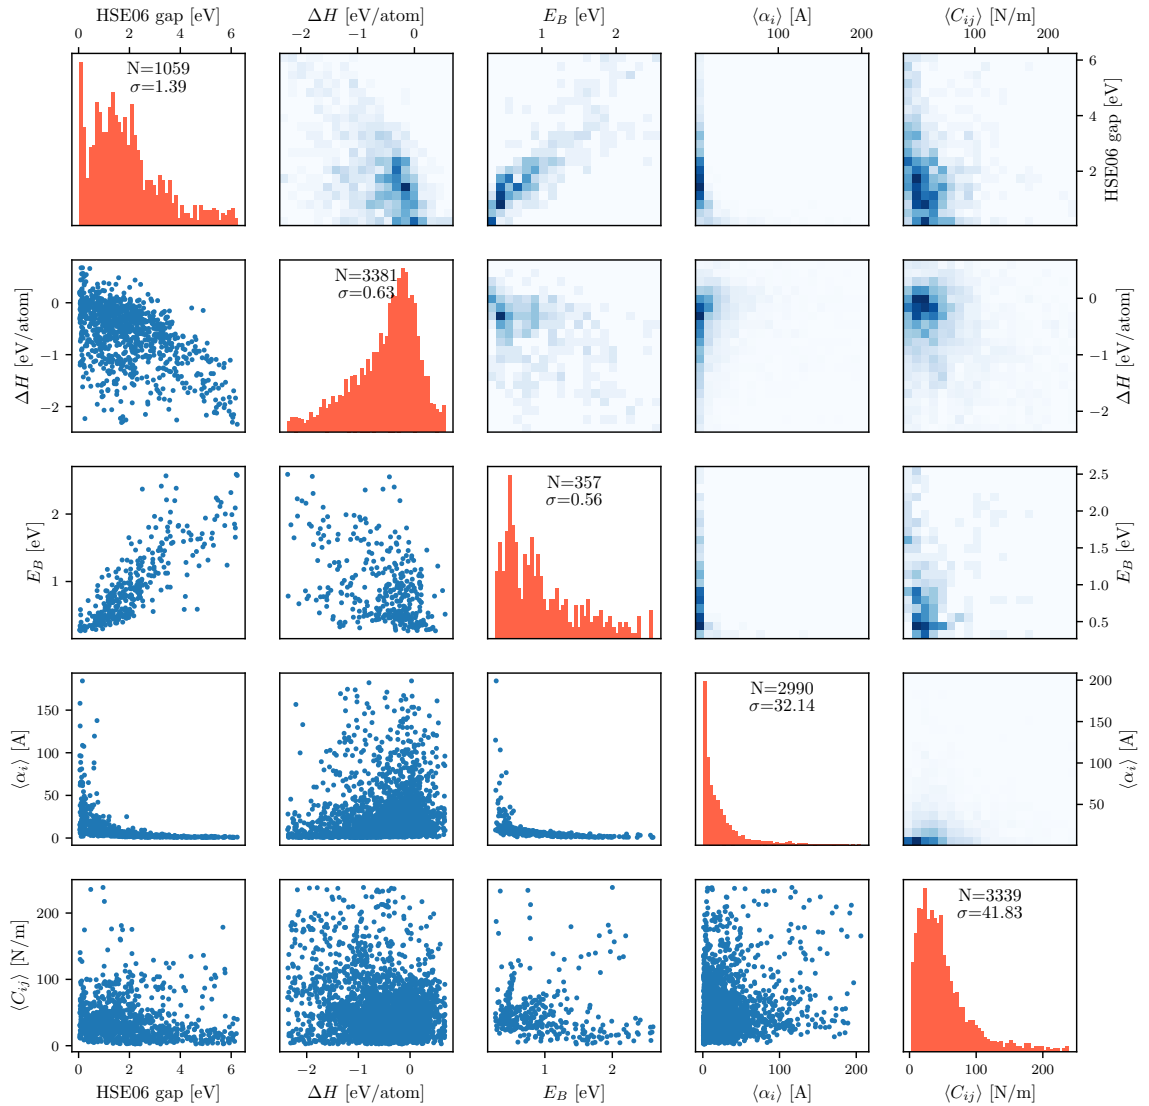 HSE06 gap [eV]
ΔH [eV/atom]
E_B [eV]
⟨α_i⟩ [A]
⟨C_ij⟩ [N/m]
0 2 4 6
−2 −1 0
1 2
0 200
0 200
N=1059
σ=1.39
6
4
2
HSE06 gap [eV]
ΔH [eV/atom]
0
−1
−2
N=3381
σ=0.63
0
−1
−2
ΔH [eV/atom]
E_B [eV]
2
1
N=357
σ=0.56
2.5
2.0
1.5
1.0
0.5
E_B [eV]
⟨α_i⟩ [A]
150
100
50
0
N=2990
σ=32.14
200
150
100
50
⟨α_i⟩ [A]
⟨C_ij⟩ [N/m]
200
100
0
N=3339
σ=41.83
0 2 4 6
−2 −1 0
1 2
0 100 200
0 100 200
HSE06 gap [eV]
ΔH [eV/atom]
E_B [eV]
⟨α_i⟩ [A]
⟨C_ij⟩ [N/m]